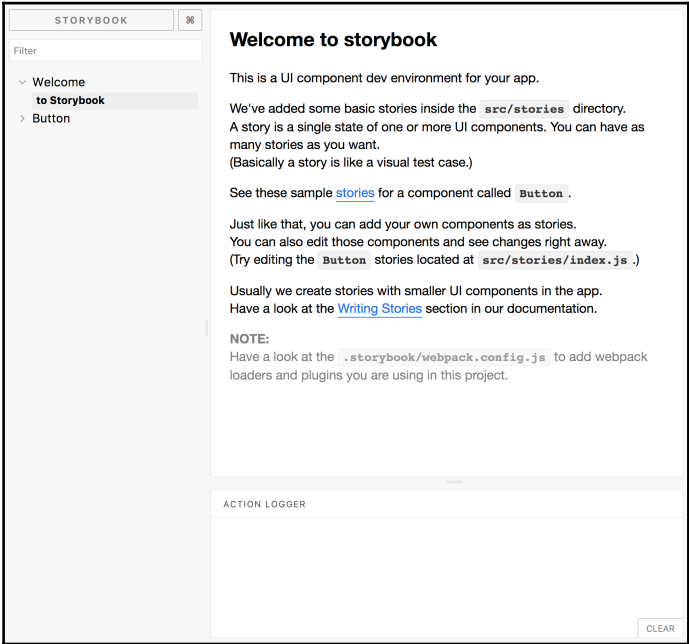 STORYBOOK
⌘
Filter
Welcome
to Storybook
Button
Welcome to storybook
This is a UI component dev environment for your app.
We've added some basic stories inside the src/stories directory.
A story is a single state of one or more UI components. You can have as
many stories as you want.
(Basically a story is like a visual test case.)
See these sample stories for a component called Button.
Just like that, you can add your own components as stories.
You can also edit those components and see changes right away.
(Try editing the Button stories located at src/stories/index.js.)
Usually we create stories with smaller UI components in the app.
Have a look at the Writing Stories section in our documentation.
NOTE:
Have a look at the .storybook/webpack.config.js to add webpack
loaders and plugins you are using in this project.
ACTION LOGGER
CLEAR